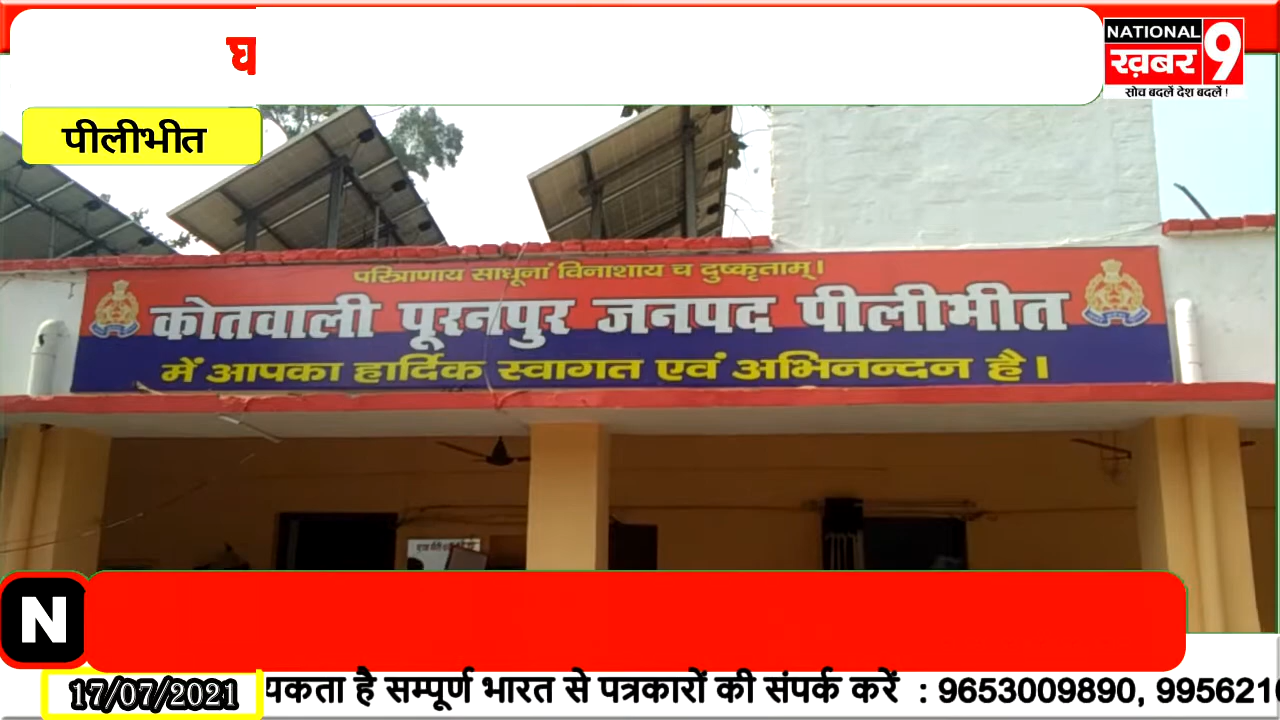 घ
NATIONAL
ख़बर 9
सोच बदलें देश बदलें !
पीलीभीत
परित्राणाय साधूनां विनाशाय च दुष्कृताम्।
कोतवाली पूरनपुर जनपद पीलीभीत
में आपका हार्दिक स्वागत एवं अभिनन्दन है।
N
17/07/2021
यकता है सम्पूर्ण भारत से पत्रकारों की संपर्क करें : 9653009890, 995621